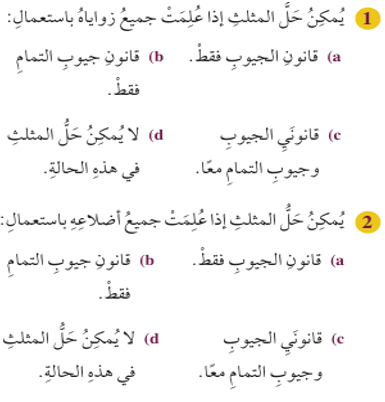 1 يُمكِنُ حَلُّ المثلثِ إذا عُلِمَتْ جميعُ زواياهُ باستعمالِ:
a) قانونِ الجيوبِ فقطْ. b) قانونِ جيوبِ التمامِ
فقطْ.
c) قانونَيِ الجيوبِ d) لا يُمكِنُ حَلُّ المثلثِ
وجيوبِ التمامِ معًا. في هذهِ الحالةِ.
2 يُمكِنُ حَلُّ المثلثِ إذا عُلِمَتْ جميعُ أضلاعِهِ باستعمالِ:
a) قانونِ الجيوبِ فقطْ. b) قانونِ جيوبِ التمامِ
فقطْ.
c) قانونَيِ الجيوبِ d) لا يُمكِنُ حَلُّ المثلثِ
وجيوبِ التمامِ معًا. في هذهِ الحالةِ.